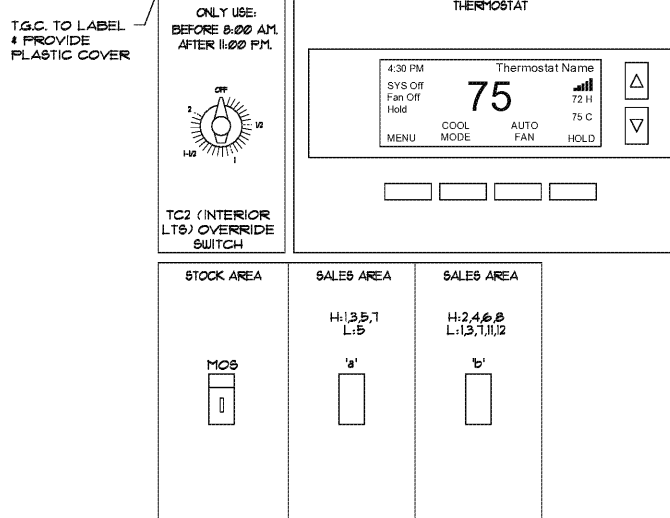 T.G.C. TO LABEL
& PROVIDE
PLASTIC COVER
ONLY USE:
BEFORE 8:00 AM.
AFTER 11:00 PM.
OFF
2
1/2
1-1/2
1
TC2 (INTERIOR
LTS) OVERRIDE
SWITCH
THERMOSTAT
4:30 PM
Thermostat Name
SYS Off
Fan Off
Hold
75
72 H
75 C
COOL
MODE
AUTO
FAN
MENU
HOLD
STOCK AREA
MOS
SALES AREA
H:1,3,5,7
L:5
'a'
SALES AREA
H:2,4,6,8
L:1,3,7,11,12
'b'